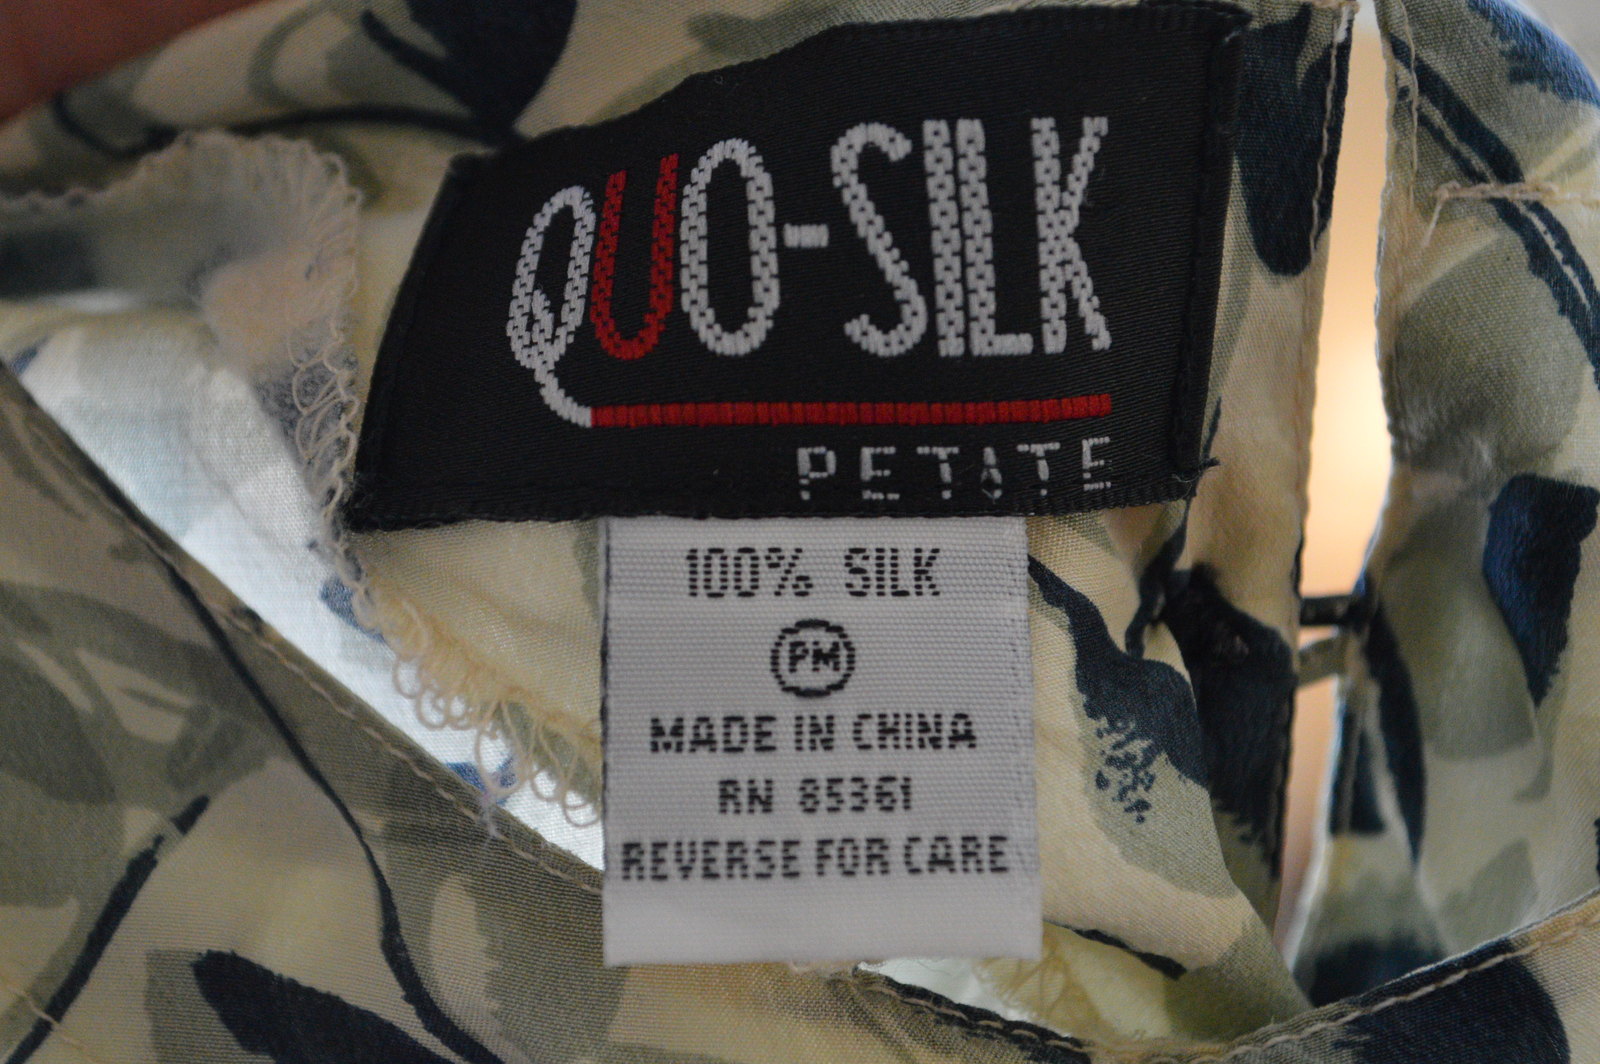 QUO-SILK
PETITE
100% SILK
PM
MADE IN CHINA
RN 85361
REVERSE FOR CARE